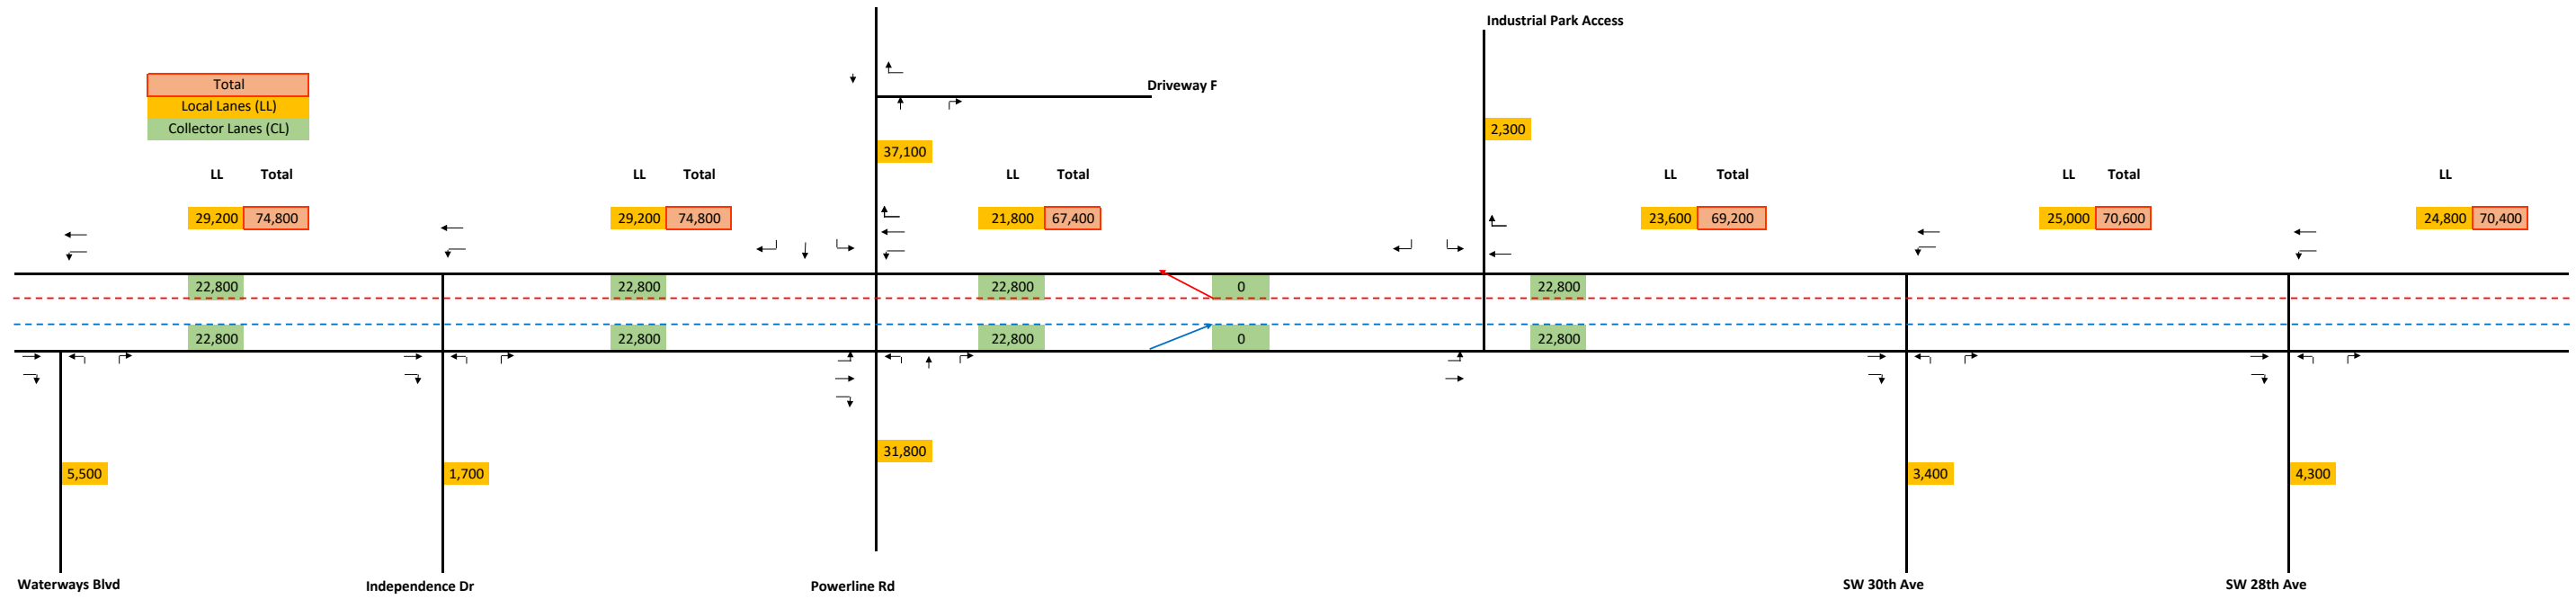 Industrial Park Access
Total
Local Lanes (LL)
Collector Lanes (CL)
Driveway F
2,300
37,100
LL Total
LL Total
LL Total
LL Total
LL Total
LL
29,200 74,800
29,200 74,800
21,800 67,400
23,600 69,200
25,000 70,600
24,800 70,400
22,800
22,800
22,800
0
22,800
22,800
22,800
22,800
0
22,800
31,800
5,500
1,700
3,400
4,300
Waterways Blvd
Independence Dr
Powerline Rd
SW 30th Ave
SW 28th Ave